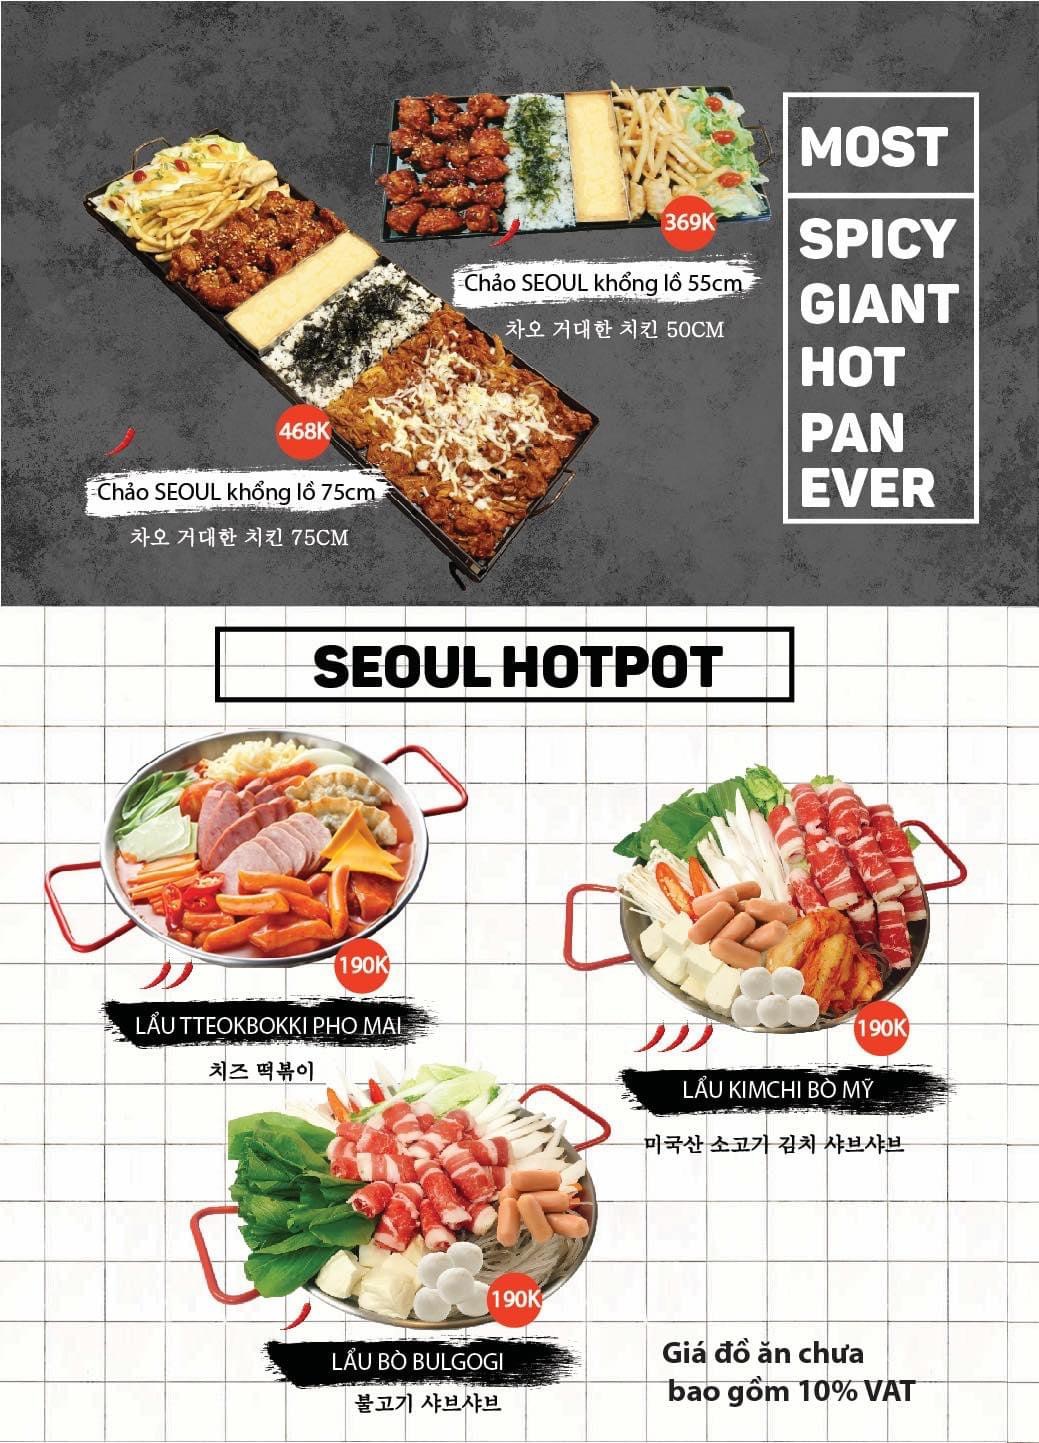 MOST
SPICY
GIANT
HOT
PAN
EVER
369K
Chảo SEOUL khổng lồ 55cm
차오 거대한 치킨 50CM
468K
Chảo SEOUL khổng lồ 75cm
차오 거대한 치킨 75CM
SEOUL HOTPOT
190K
LẨU TTEOKBOKKI PHO MAI
치즈 떡볶이
190K
LẨU KIMCHI BÒ MỸ
미국산 소고기 김치 샤브샤브
190K
LẨU BÒ BULGOGI
불고기 샤브샤브
Giá đồ ăn chưa
bao gồm 10% VAT